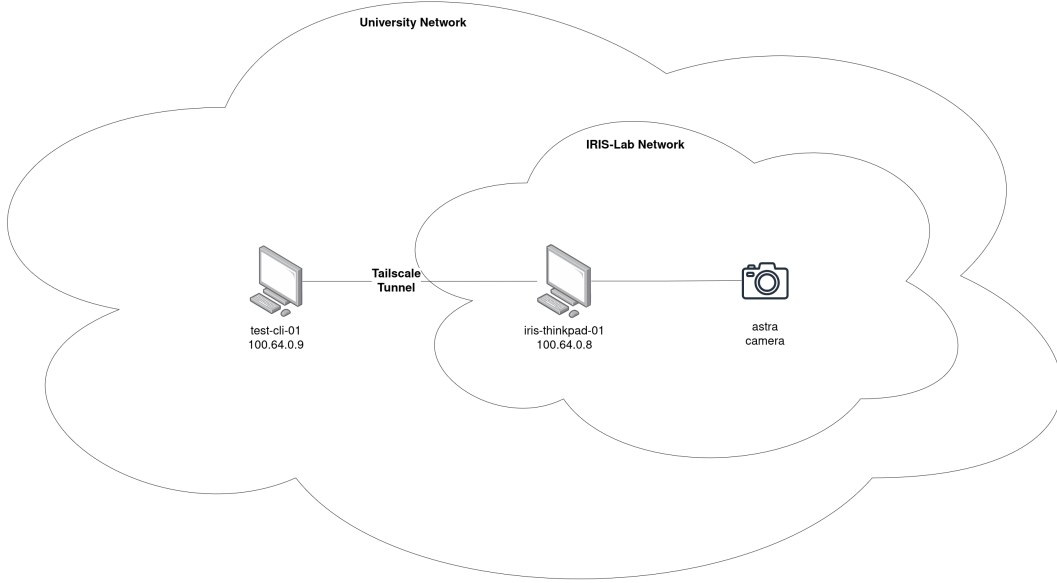 University Network
IRIS-Lab Network
Tailscale
Tunnel
test-cli-01
100.64.0.9
iris-thinkpad-01
100.64.0.8
astra
camera